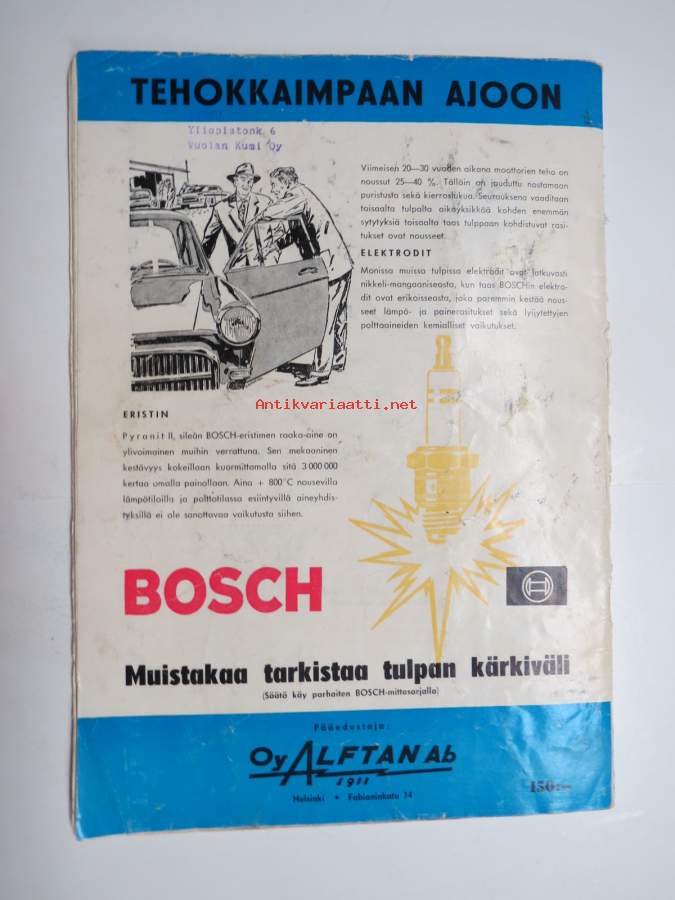 TEHOKKAIMPAAN AJOON
Yliopistonk 6
Vuolan Kumi Oy
Viimeisen 20—30 vuoden aikana moottorien teho on
noussut 25—40 %. Tällöin on jouduttu nostamaan
puristusta sekä kierroslukua. Seurauksena vaaditaan
toisaalta tulpalta aikayksikköä kohden enemmän
sytytyksiä toisaalta taas tulppaan kohdistuvat rasi-
tukset ovat nousseet.
ELEKTRODIT
Monissa muissa tulpissa elektrodit ovat jatkuvasti
nikkeli-mangaaniseosta, kun taas BOSCHin elektro-
dit ovat erikoisseosta, joka paremmin kestää nous-
seet lämpö- ja painerasitukset sekä lyijytettyjen
polttoaineiden kemialliset vaikutukset.
Antikvariaatti.net
ERISTIN
Pyranit II, sileän BOSCH-eristimen raaka-aine on
ylivoimainen muihin verrattuna. Sen mekaaninen
kestävyys kokeillaan kuormittamalla sitä 3 000 000
kertaa omalla painollaan. Aina + 800°C nousevilla
lämpötiloilla ja polttotilassa esiintyvillä aineyhdis-
tyksillä ei ole sanottavaa vaikutusta siihen.
BOSCH
Muistakaa tarkistaa tulpan kärkiväli
(Säätö käy parhaiten BOSCH-mittasarjalla)
Pääedustaja:
Oy ALFTAN Ab
1911
Helsinki • Fabianinkatu 14
150:—